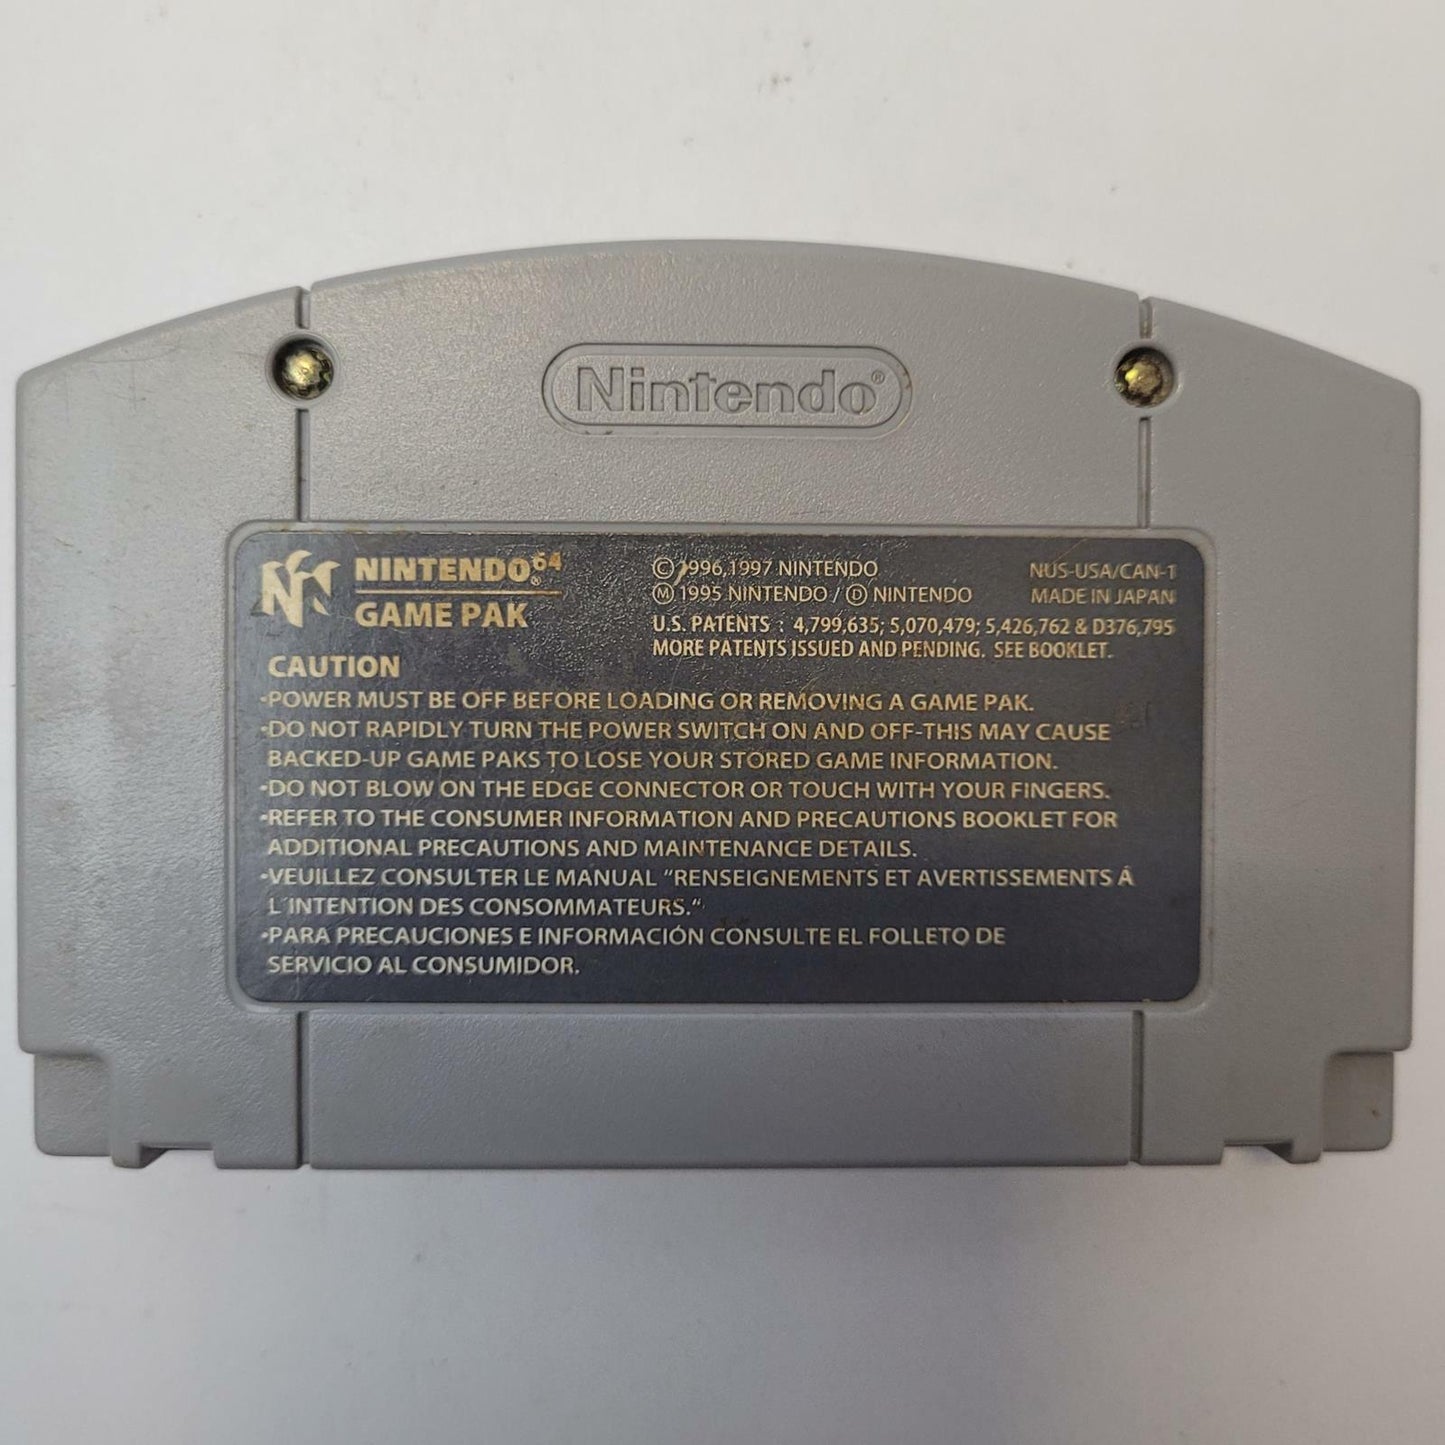 Nintendo®
NINTENDO⁶⁴®
GAME PAK
© 1996,1997 NINTENDO
Ⓜ 1995 NINTENDO / Ⓓ NINTENDO
NUS-USA/CAN-1
MADE IN JAPAN
U.S. PATENTS : 4,799,635; 5,070,479; 5,426,762 & D376,795
MORE PATENTS ISSUED AND PENDING. SEE BOOKLET.
CAUTION
•POWER MUST BE OFF BEFORE LOADING OR REMOVING A GAME PAK.
•DO NOT RAPIDLY TURN THE POWER SWITCH ON AND OFF-THIS MAY CAUSE
BACKED-UP GAME PAKS TO LOSE YOUR STORED GAME INFORMATION.
•DO NOT BLOW ON THE EDGE CONNECTOR OR TOUCH WITH YOUR FINGERS.
•REFER TO THE CONSUMER INFORMATION AND PRECAUTIONS BOOKLET FOR
ADDITIONAL PRECAUTIONS AND MAINTENANCE DETAILS.
•VEUILLEZ CONSULTER LE MANUAL "RENSEIGNEMENTS ET AVERTISSEMENTS Á
L'INTENTION DES CONSOMMATEURS."
•PARA PRECAUCIONES E INFORMACIÓN CONSULTE EL FOLLETO DE
SERVICIO AL CONSUMIDOR.